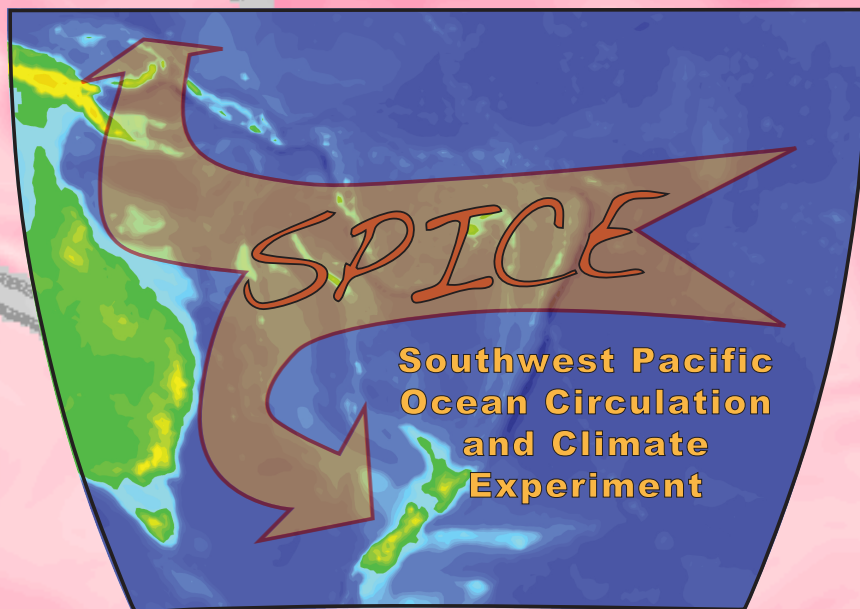 SPICE
Southwest Pacific
Ocean Circulation
and Climate
Experiment